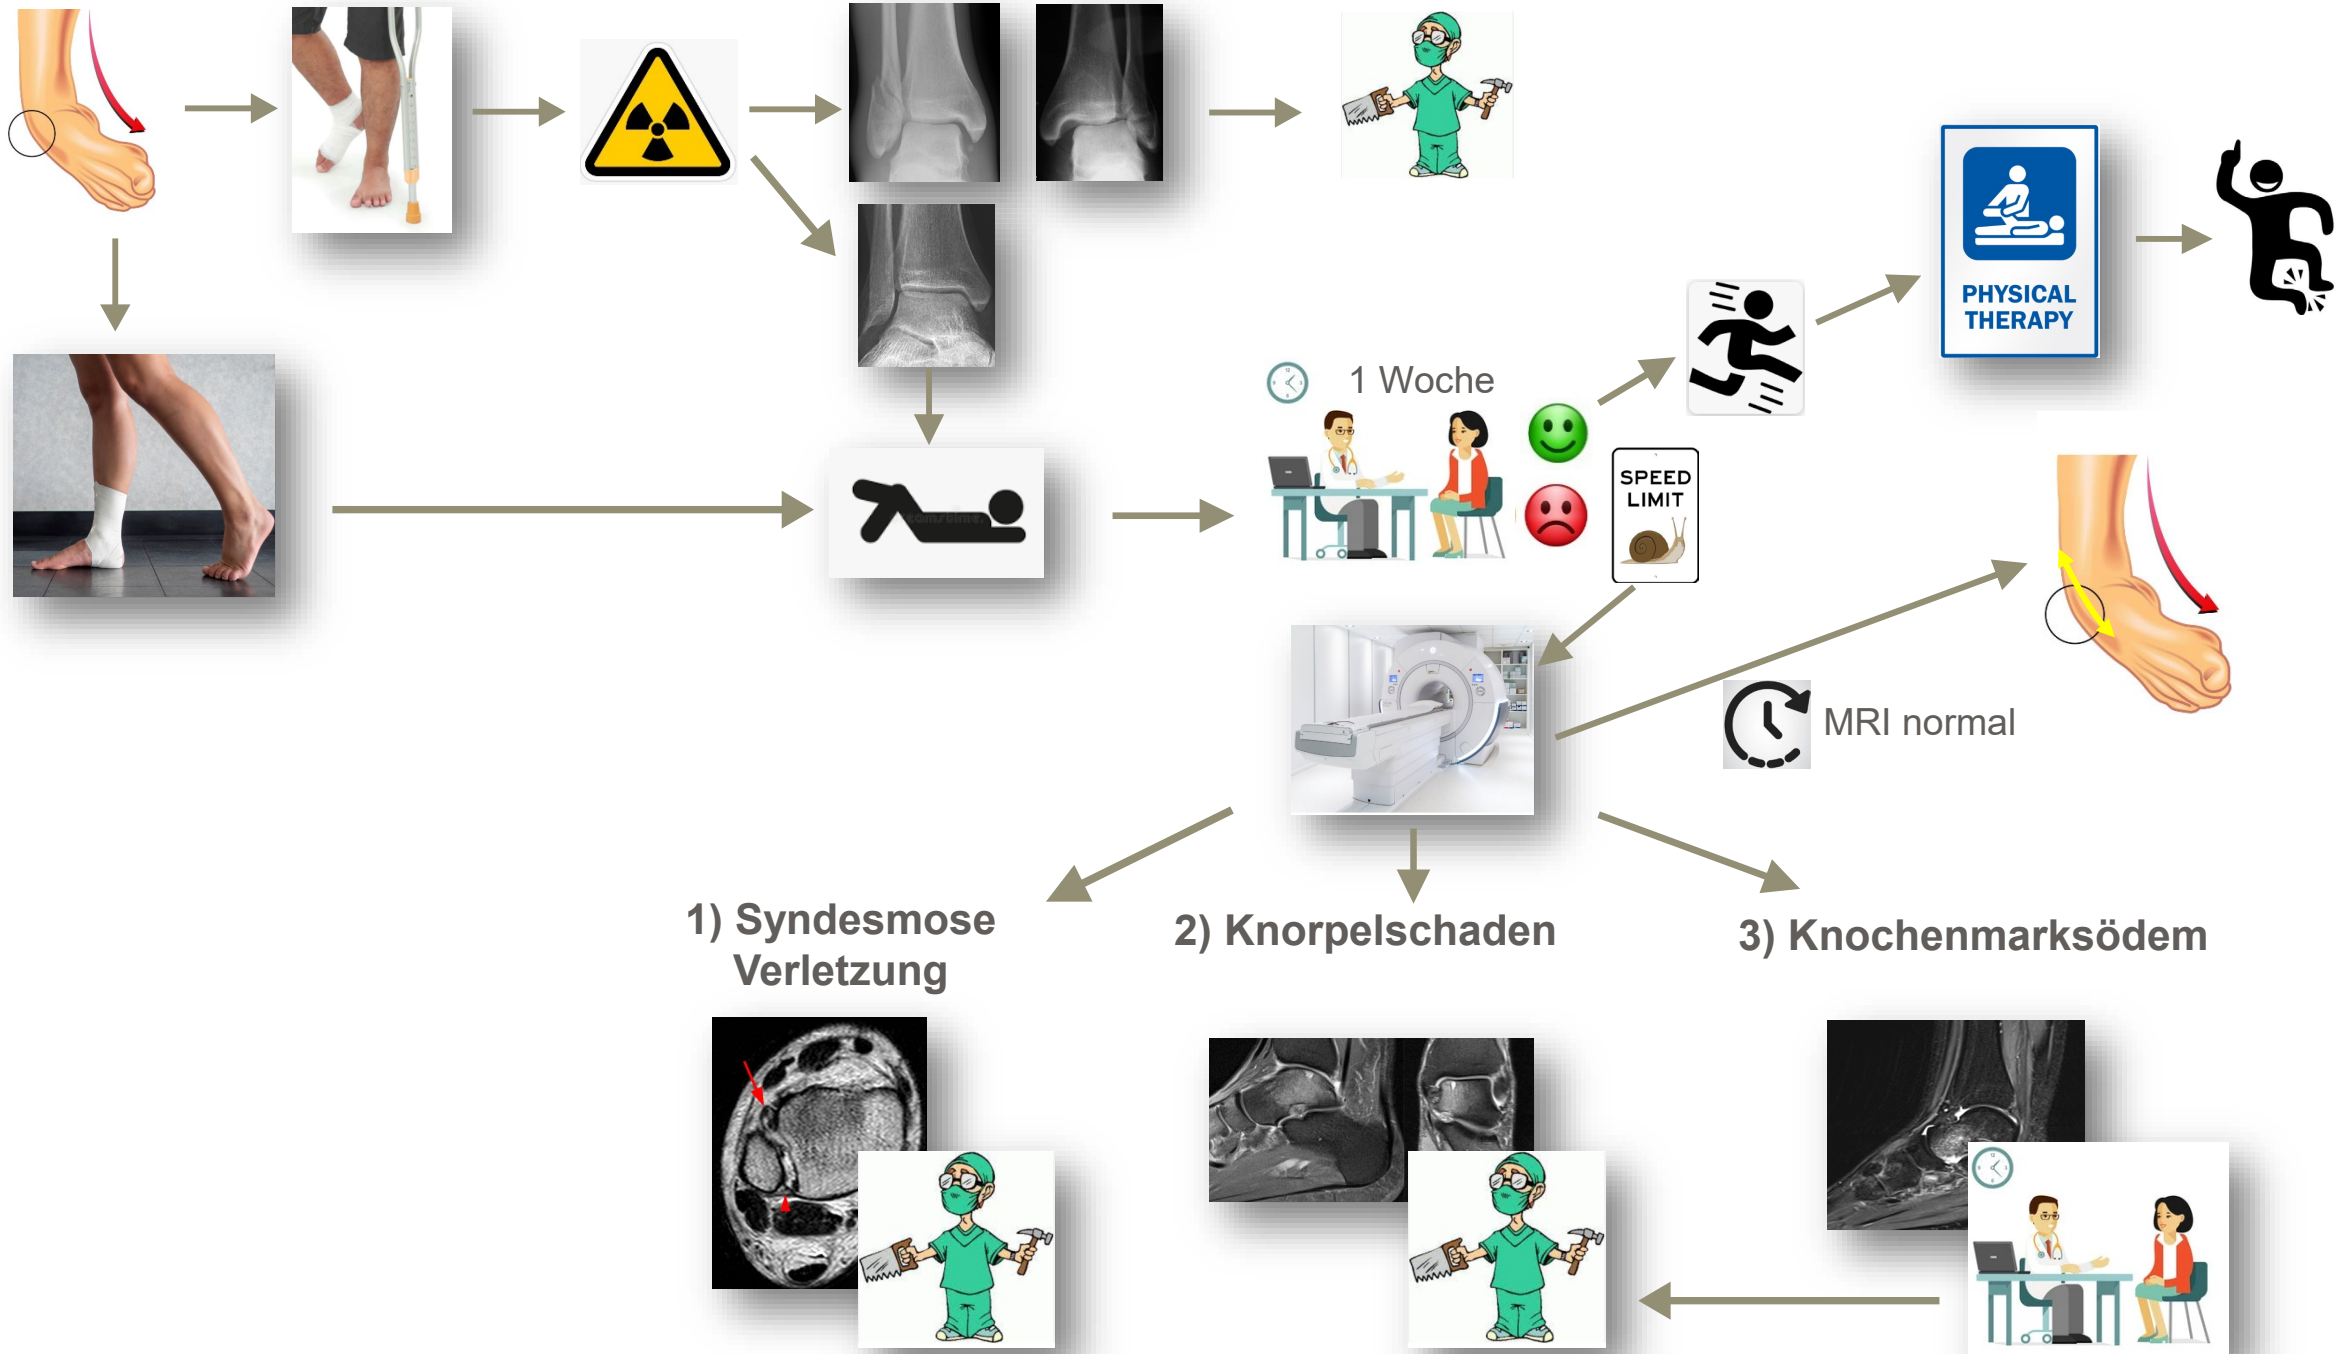 PHYSICAL
THERAPY
1 Woche
SPEED
LIMIT
MRI normal
1) Syndesmose
Verletzung
2) Knorpelschaden
3) Knochenmarksödem